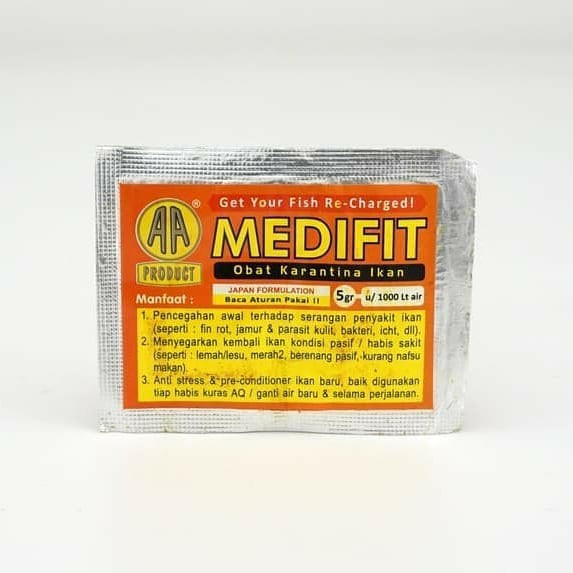 Get Your Fish Re-Charged!
AA ®
PRODUCT
MEDIFIT
Obat Karantina Ikan
JAPAN FORMULATION
Baca Aturan Pakai !!
5gr u/ 1000 Lt air
Manfaat :
1. Pencegahan awal terhadap serangan penyakit ikan
(seperti : fin rot, jamur & parasit kulit, bakteri, icht, dll).
2. Menyegarkan kembali ikan kondisi pasif / habis sakit
(seperti : lemah/lesu, merah2, berenang pasif, kurang nafsu
makan).
3. Anti stress & pre-conditioner ikan baru, baik digunakan
tiap habis kuras AQ / ganti air baru & selama perjalanan.